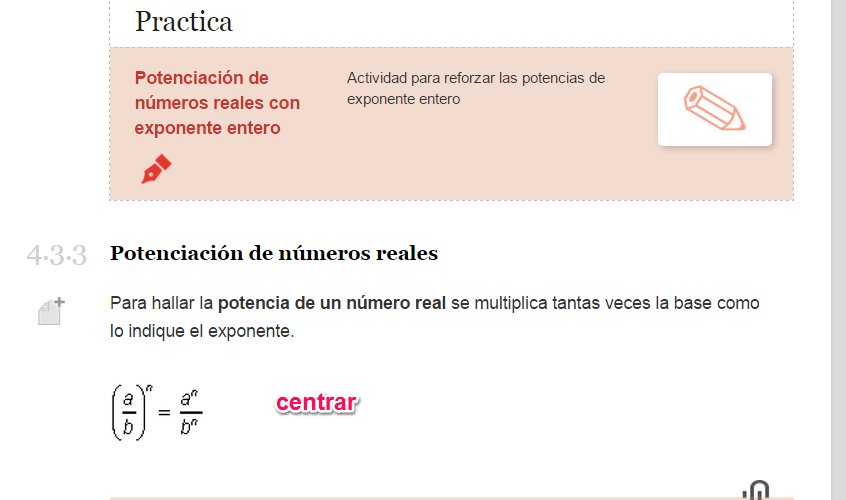 Practica
Potenciación de
números reales con
exponente entero
Actividad para reforzar las potencias de
exponente entero
4.3.3 Potenciación de números reales
Para hallar la potencia de un número real se multiplica tantas veces la base como
lo indique el exponente.
(a/b)ⁿ = aⁿ/bⁿ
centrar